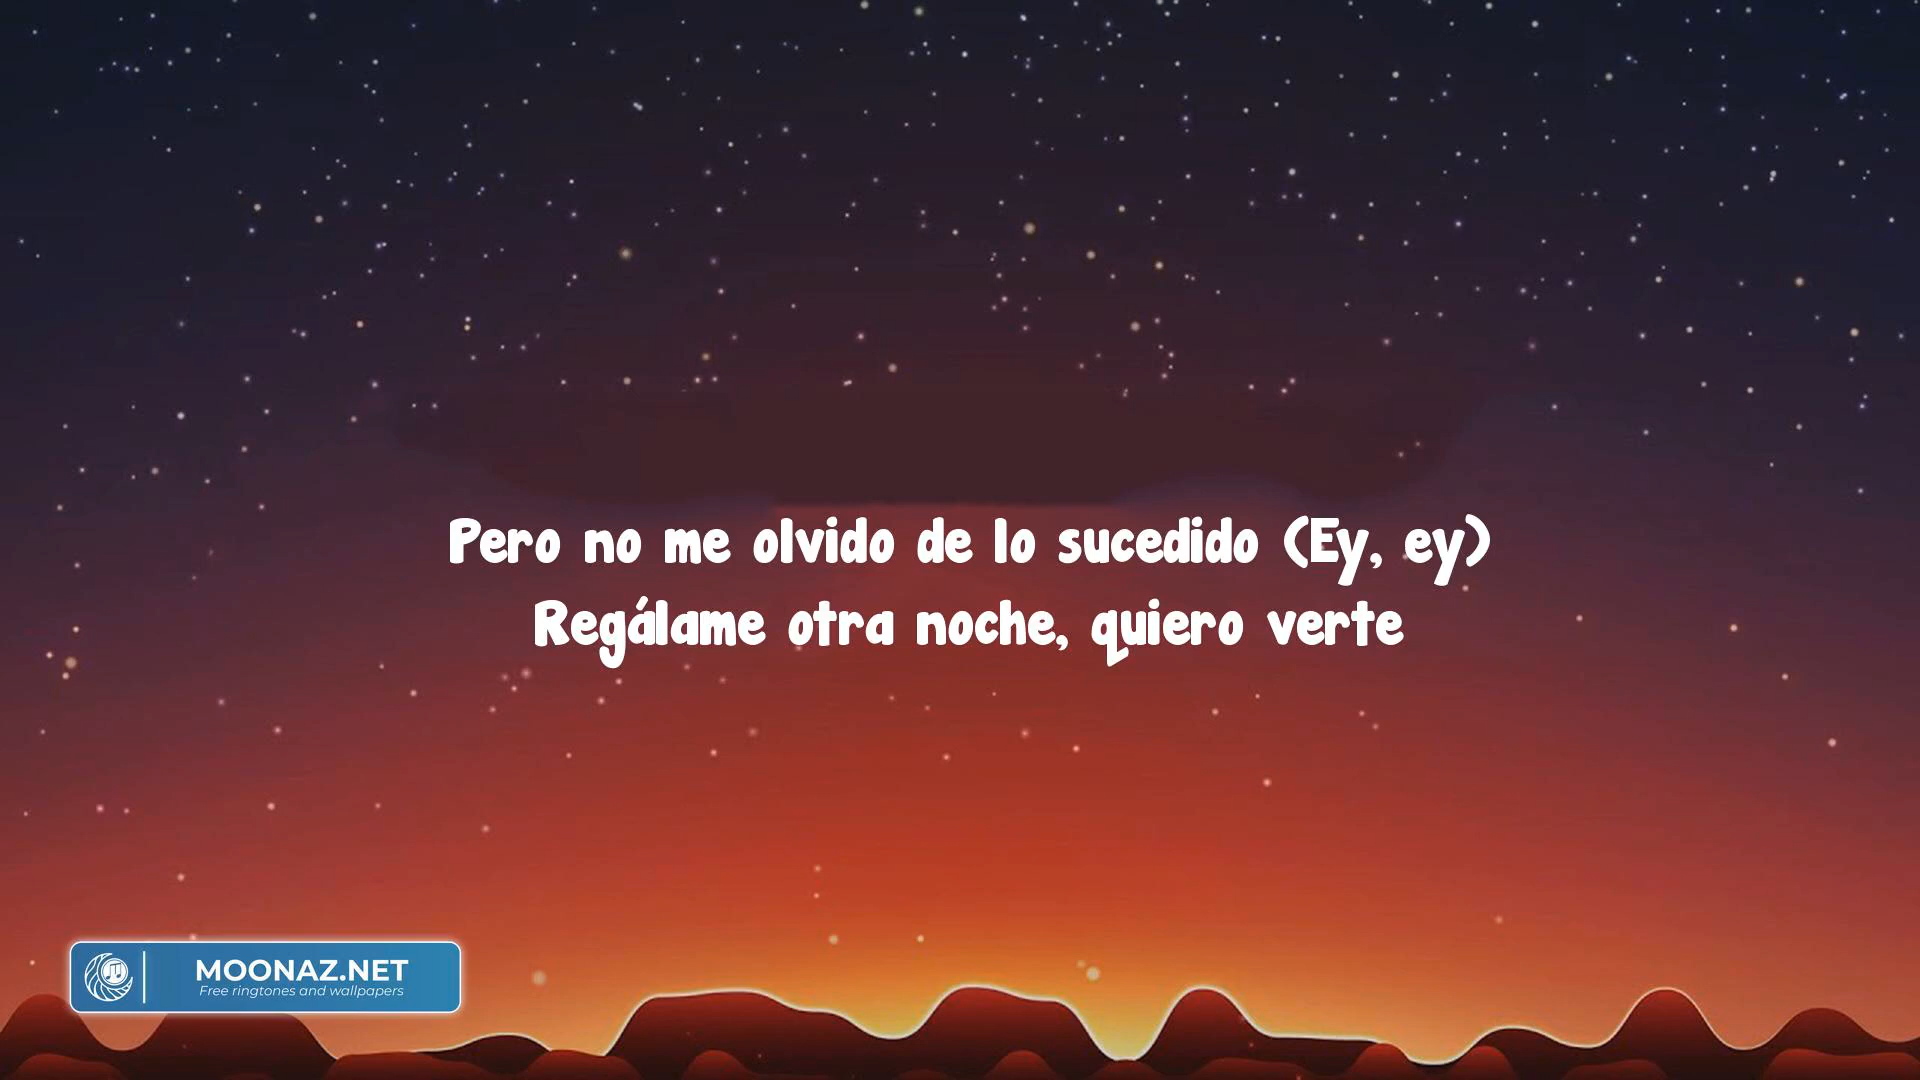 Pero no me olvido de lo sucedido (Ey, ey)
Regálame otra noche, quiero verte
MOONAZ.NET
Free ringtones and wallpapers